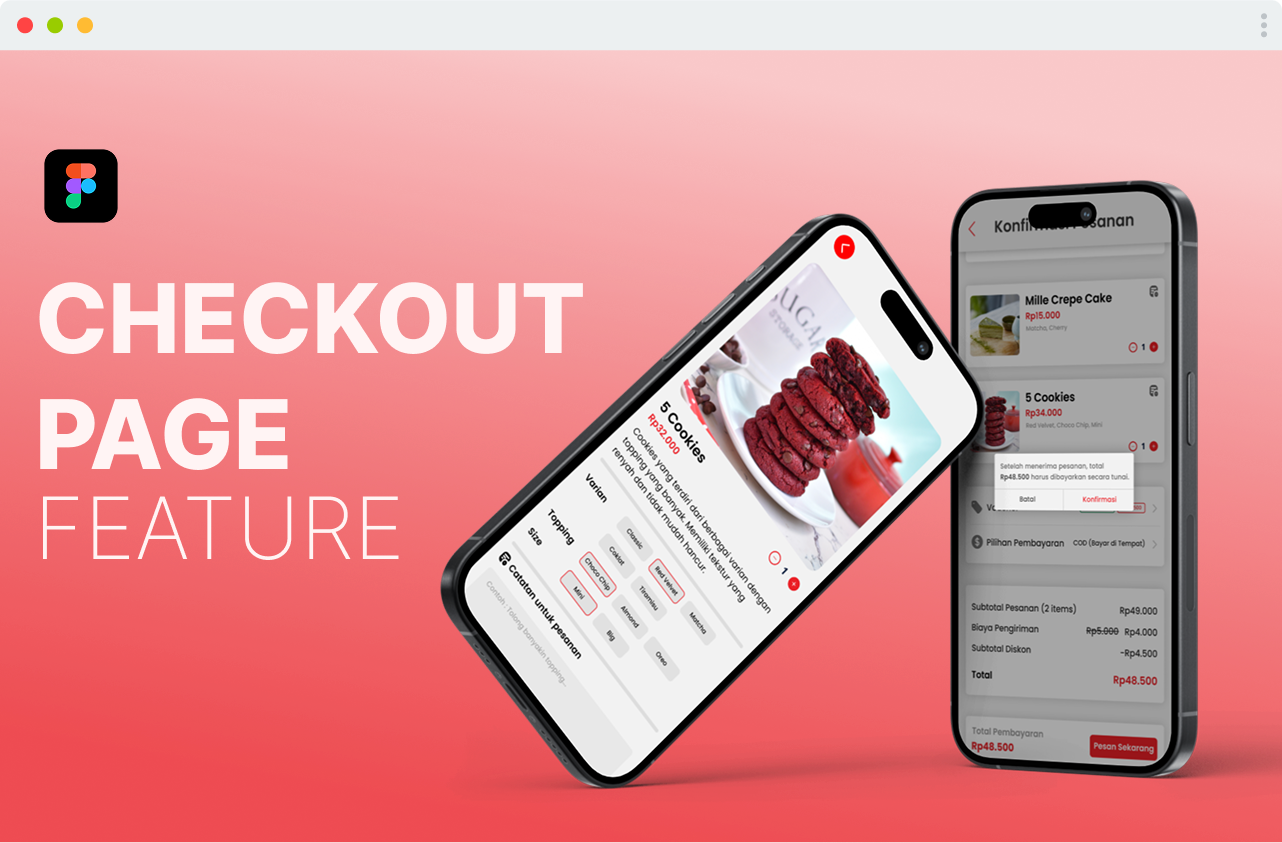 CHECKOUT
PAGE
FEATURE
SUGAR
STORAGE
5 Cookies
Rp32.000
Cookies yang terdiri dari berbagai varian dengan
topping yang banyak. Memiliki tekstur yang
renyah dan tidak mudah hancur.
1
Varian
Classic
Red Velvet
Matcha
Coklat
Tiramisu
Topping
Choco Chip
Almond
Oreo
Size
Mini
Big
Catatan untuk pesanan
Contoh : Tolong banyakan topping...
Konfirmasi Pesanan
Mille Crepe Cake
Rp15.000
Matcha, Cherry
1
5 Cookies
Rp34.000
Red Velvet, Choco Chip, Mini
1
Setelah menerima pesanan, total
Rp48.500 harus dibayarkan secara tunai.
Batal
Konfirmasi
Pilihan Pembayaran
COD (Bayar di Tempat)
Subtotal Pesanan (2 items)
Rp49.000
Biaya Pengiriman
Rp5.000 Rp4.000
Subtotal Diskon
-Rp4.500
Total
Rp48.500
Total Pembayaran
Rp48.500
Pesan Sekarang